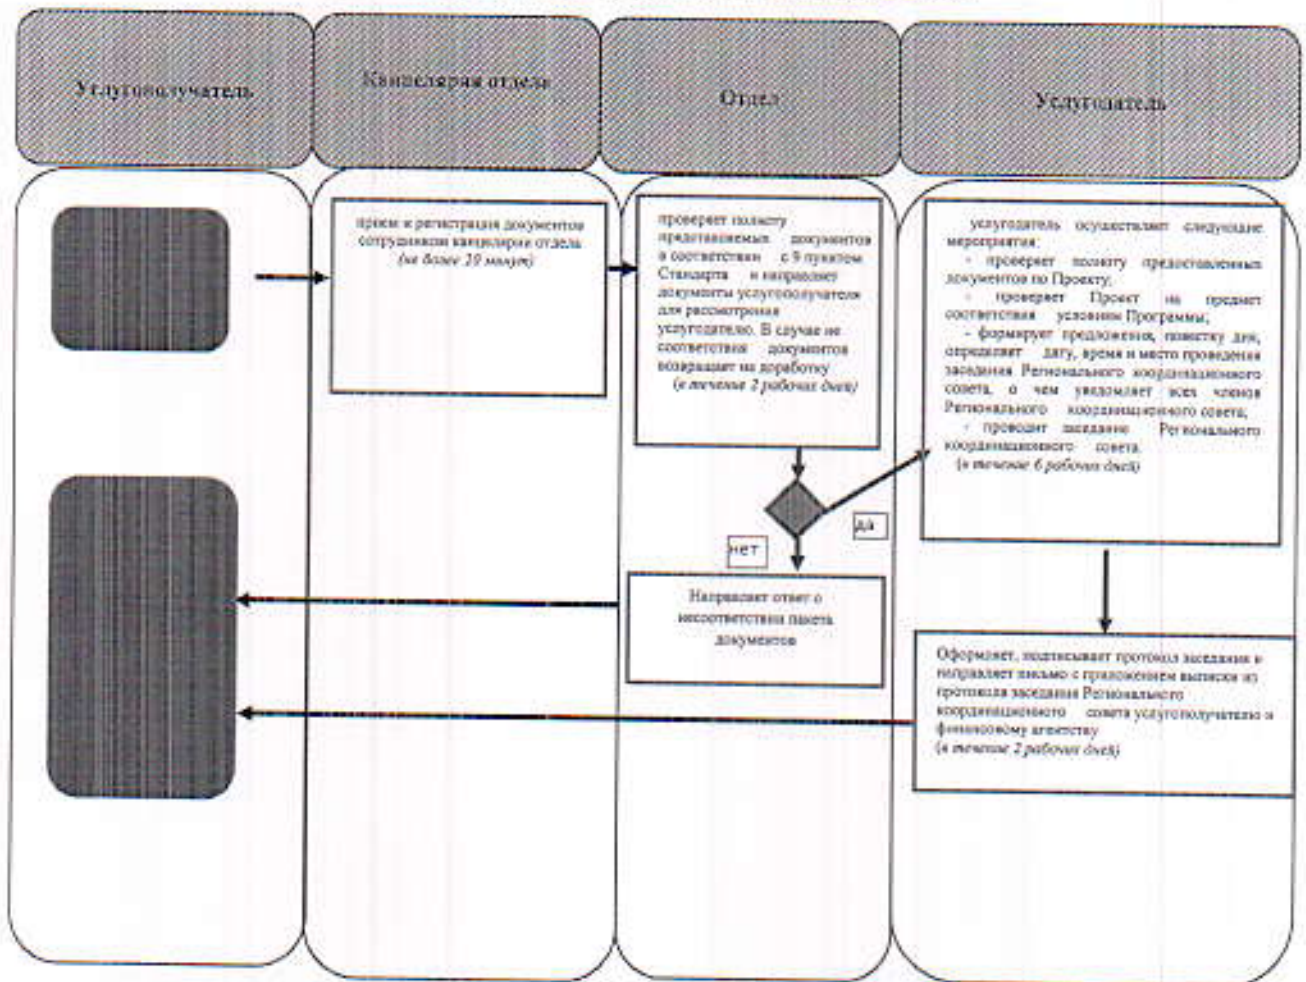 Услугополучатель
Канцелярия отдела
Отдел
Услугодатель
прием и регистрация документов
сотрудником канцелярии отдела
(не более 20 минут)
проверяет полноту
представляемых документов
в соответствии с 9 пунктом
Стандарта и направляет
документы услугополучателя
для рассмотрения
услугодателю. В случае не
соответствия документов
возвращает на доработку
(в течение 2 рабочих дней)
услугодатель осуществляет следующие
мероприятия:
- проверяет полноту предоставленных
документов по Проекту;
- проверяет Проект на предмет
соответствия условиям Программы;
- формирует предложения, повестку дня,
определяет дату, время и место проведения
заседания Регионального координационного
совета, о чем уведомляет всех членов
Регионального координационного совета;
- проводит заседание Регионального
координационного совета.
(в течение 6 рабочих дней)
да
нет
Направляет ответ о
несоответствии пакета
документов
Оформляет, подписывает протокол заседания и
направляет письмо с приложением выписки из
протокола заседания Регионального
координационного совета услугополучателю и
финансовому агентству
(в течение 2 рабочих дней)